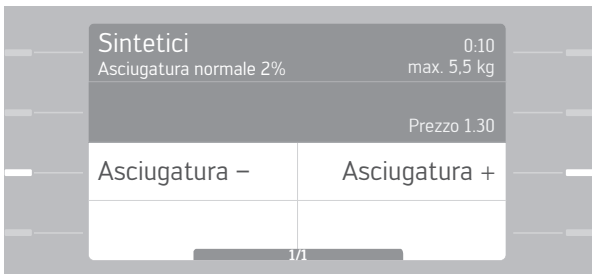 Sintetici 0:10
Asciugatura normale 2% max. 5,5 kg
Prezzo 1.30
Asciugatura − Asciugatura +
1/1